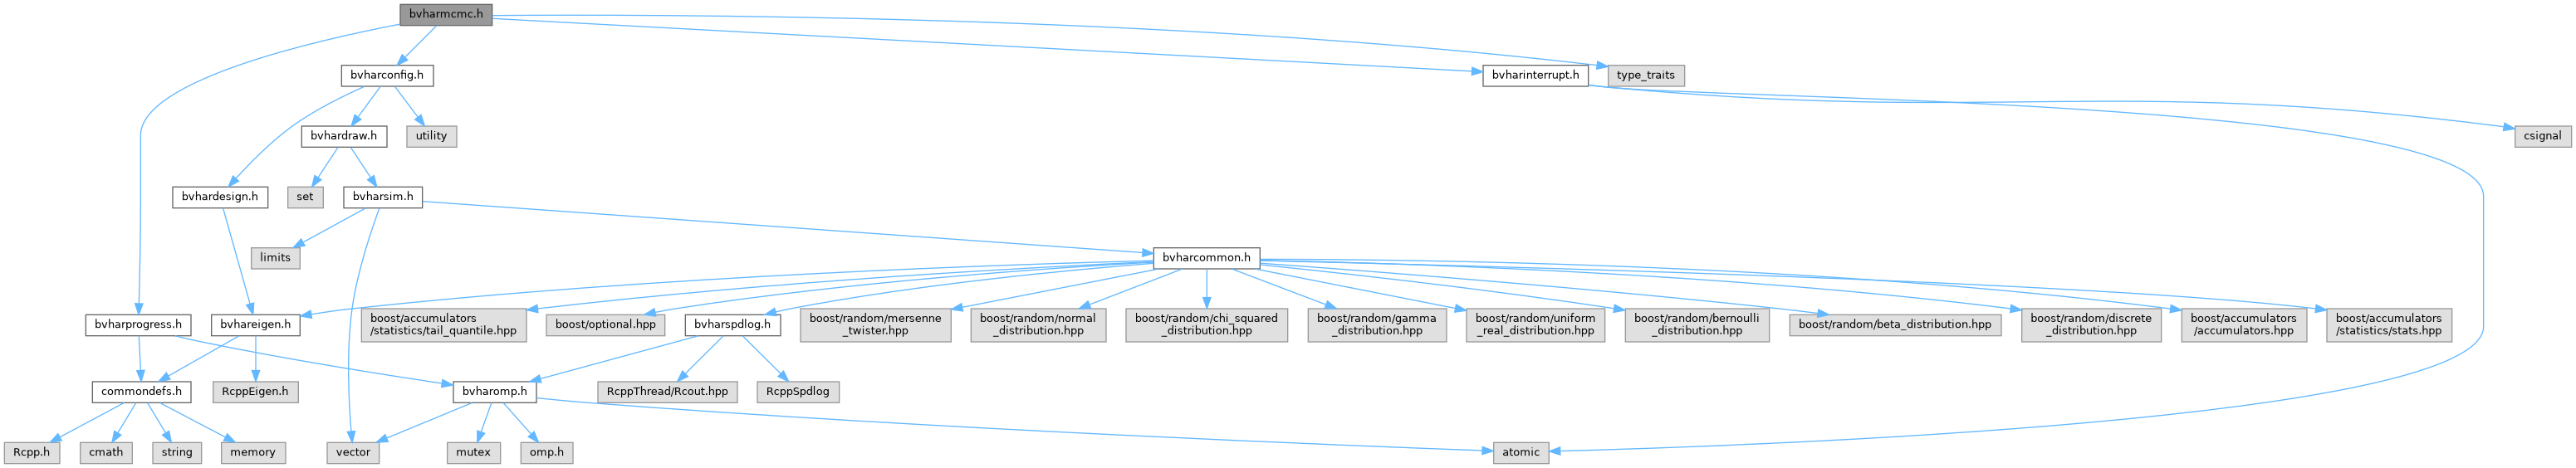 bvharmcmc.h
bvharconfig.h
bvharinterrupt.h
type_traits
bvhardraw.h
utility
csignal
bvhardesign.h
set
bvharsim.h
limits
bvharcommon.h
bvharprogress.h
bvhareigen.h
boost/accumulators
/statistics/tail_quantile.hpp
boost/optional.hpp
bvharspdlog.h
boost/random/mersenne
_twister.hpp
boost/random/normal
_distribution.hpp
boost/random/chi_squared
_distribution.hpp
boost/random/gamma
_distribution.hpp
boost/random/uniform
_real_distribution.hpp
boost/random/bernoulli
_distribution.hpp
boost/random/beta_distribution.hpp
boost/random/discrete
_distribution.hpp
boost/accumulators
/accumulators.hpp
boost/accumulators
/statistics/stats.hpp
commondefs.h
RcppEigen.h
bvharomp.h
RcppThread/Rcout.hpp
RcppSpdlog
Rcpp.h
cmath
string
memory
vector
mutex
omp.h
atomic